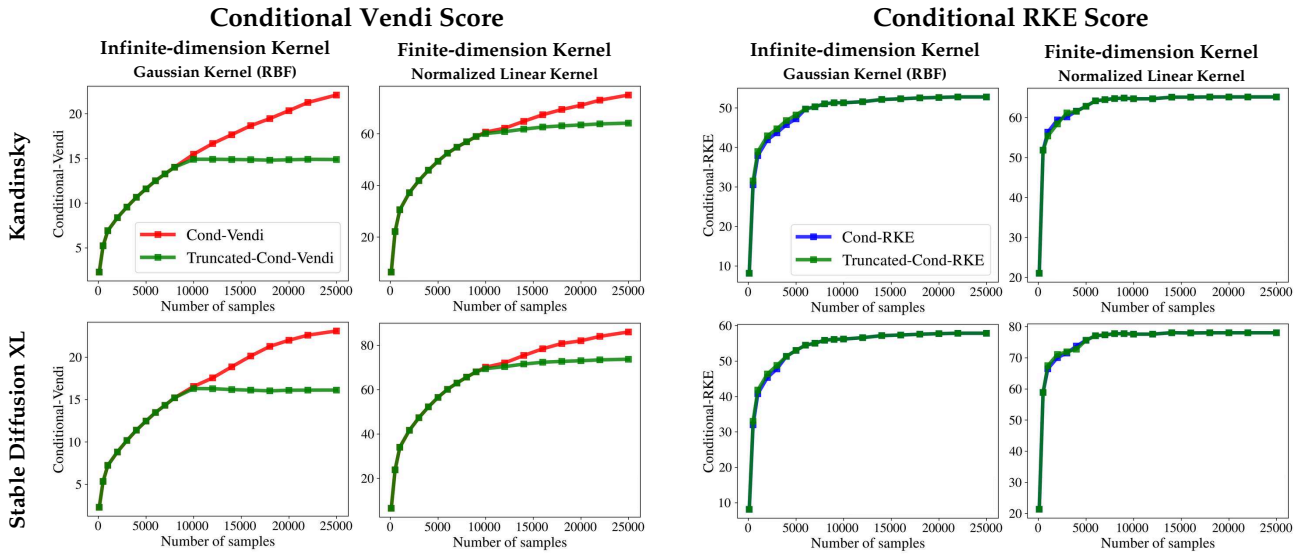 Conditional Vendi Score
Conditional RKE Score
Infinite-dimension Kernel
Gaussian Kernel (RBF)
Finite-dimension Kernel
Normalized Linear Kernel
Infinite-dimension Kernel
Gaussian Kernel (RBF)
Finite-dimension Kernel
Normalized Linear Kernel
Kandinsky
Conditional-Vendi
20
15
10
5
Cond-Vendi
Truncated-Cond-Vendi
0 5000 10000 15000 20000 25000
Number of samples
80
60
40
20
0 5000 10000 15000 20000 25000
Number of samples
Conditional-RKE
50
40
30
20
10
Cond-RKE
Truncated-Cond-RKE
0 5000 10000 15000 20000 25000
Number of samples
60
50
40
30
20
0 5000 10000 15000 20000 25000
Number of samples
Stable Diffusion XL
Conditional-Vendi
20
15
10
5
0 5000 10000 15000 20000 25000
Number of samples
80
60
40
20
0 5000 10000 15000 20000 25000
Number of samples
Conditional-RKE
60
50
40
30
20
10
0 5000 10000 15000 20000 25000
Number of samples
80
70
60
50
40
30
20
0 5000 10000 15000 20000 25000
Number of samples